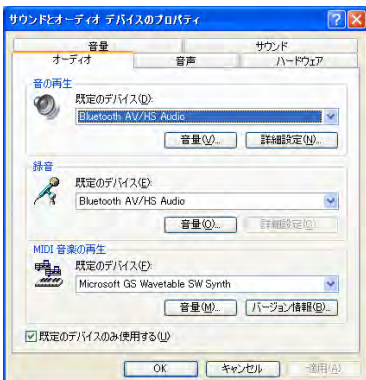 サウンドとオーディオ デバイスのプロパティ
音量 サウンド
オーディオ 音声 ハードウェア
音の再生
既定のデバイス(D):
Bluetooth AV/HS Audio
音量(V)... 詳細設定(N)...
録音
既定のデバイス(E):
Bluetooth AV/HS Audio
音量(O)... 詳細設定(C)
MIDI 音楽の再生
既定のデバイス(F):
Microsoft GS Wavetable SW Synth
音量(M)... バージョン情報(B)...
既定のデバイスのみ使用する(U)
OK キャンセル 適用(A)